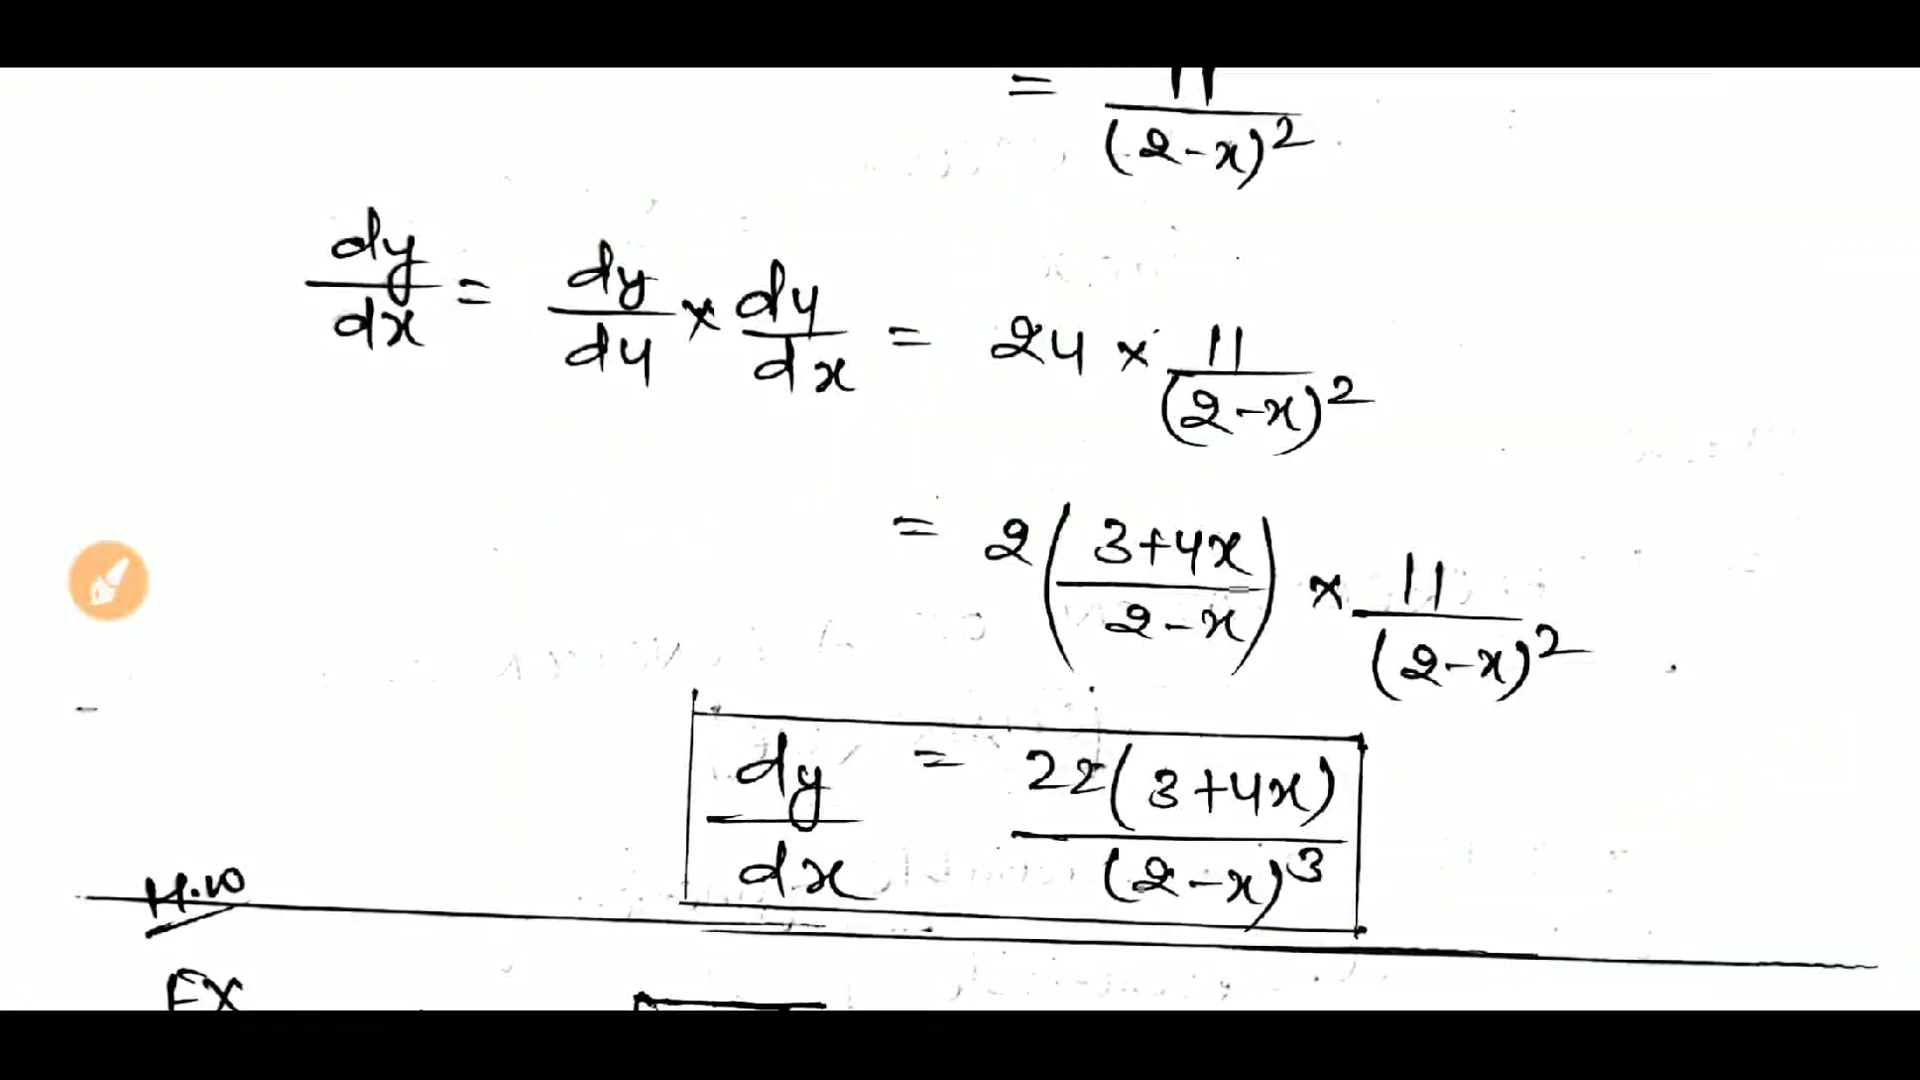 = 11/(2-x)²
dy/dx = dy/du × du/dx = 2u × 11/(2-x)²
= 2((3+4x)/(2-x)) × 11/(2-x)²
dy/dx = 22(3+4x)/(2-x)³
H.W
EX